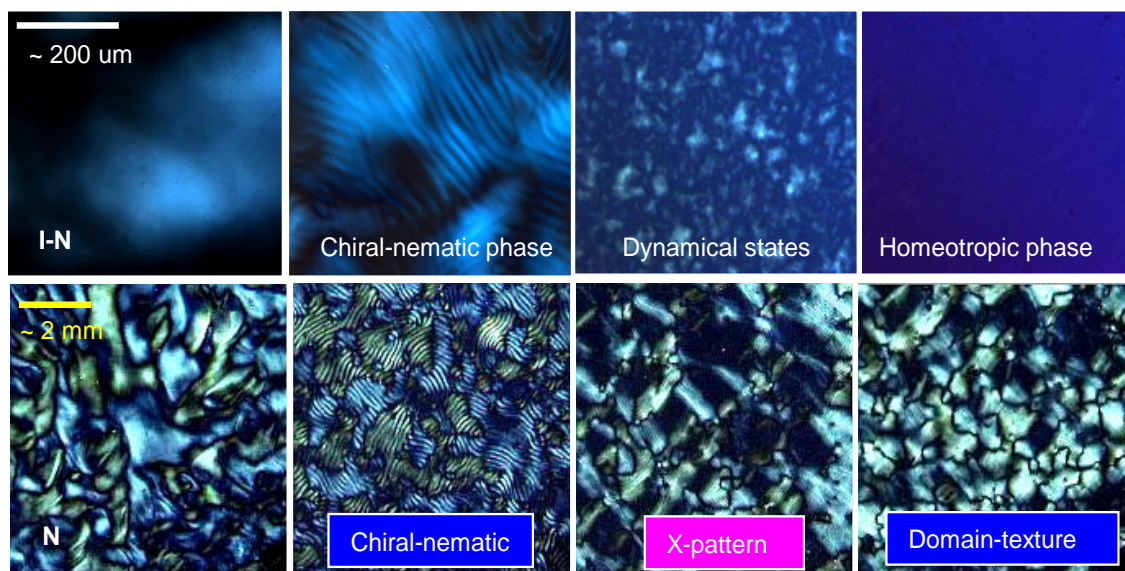 ~ 200 um
I-N
Chiral-nematic phase
Dynamical states
Homeotropic phase
~ 2 mm
N
Chiral-nematic
X-pattern
Domain-texture